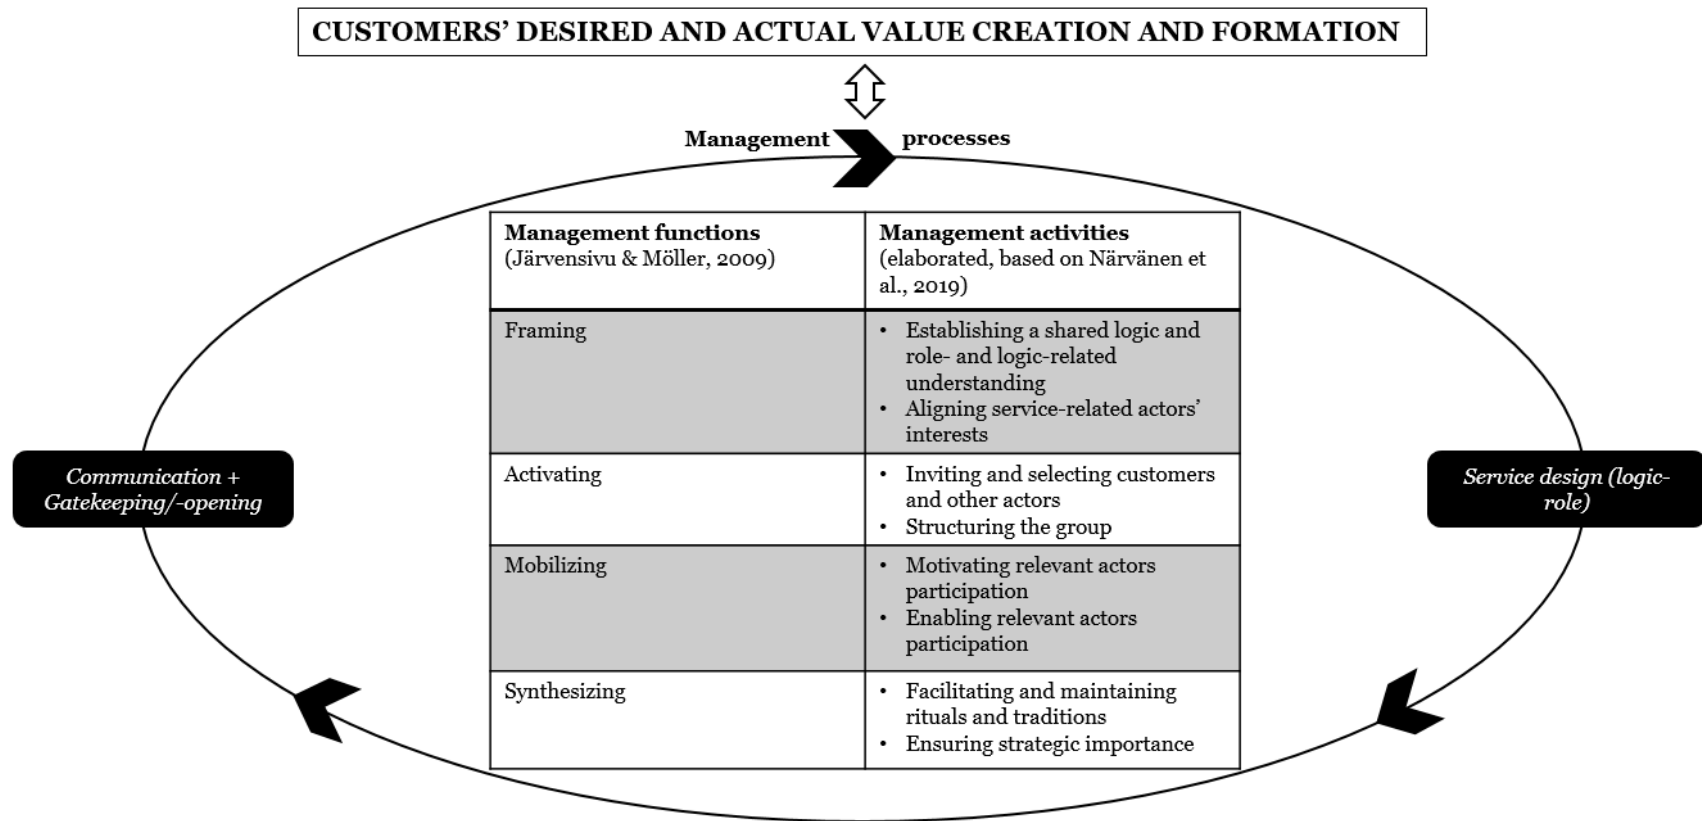 CUSTOMERS’ DESIRED AND ACTUAL VALUE CREATION AND FORMATION
Management processes
Management functions
(Järvensivu & Möller, 2009)
Management activities
(elaborated, based on Närvänen et
al., 2019)
Framing
• Establishing a shared logic and
role- and logic-related
understanding
• Aligning service-related actors’
interests
Activating
• Inviting and selecting customers
and other actors
• Structuring the group
Mobilizing
• Motivating relevant actors
participation
• Enabling relevant actors
participation
Synthesizing
• Facilitating and maintaining
rituals and traditions
• Ensuring strategic importance
Communication +
Gatekeeping/-opening
Service design (logic-
role)